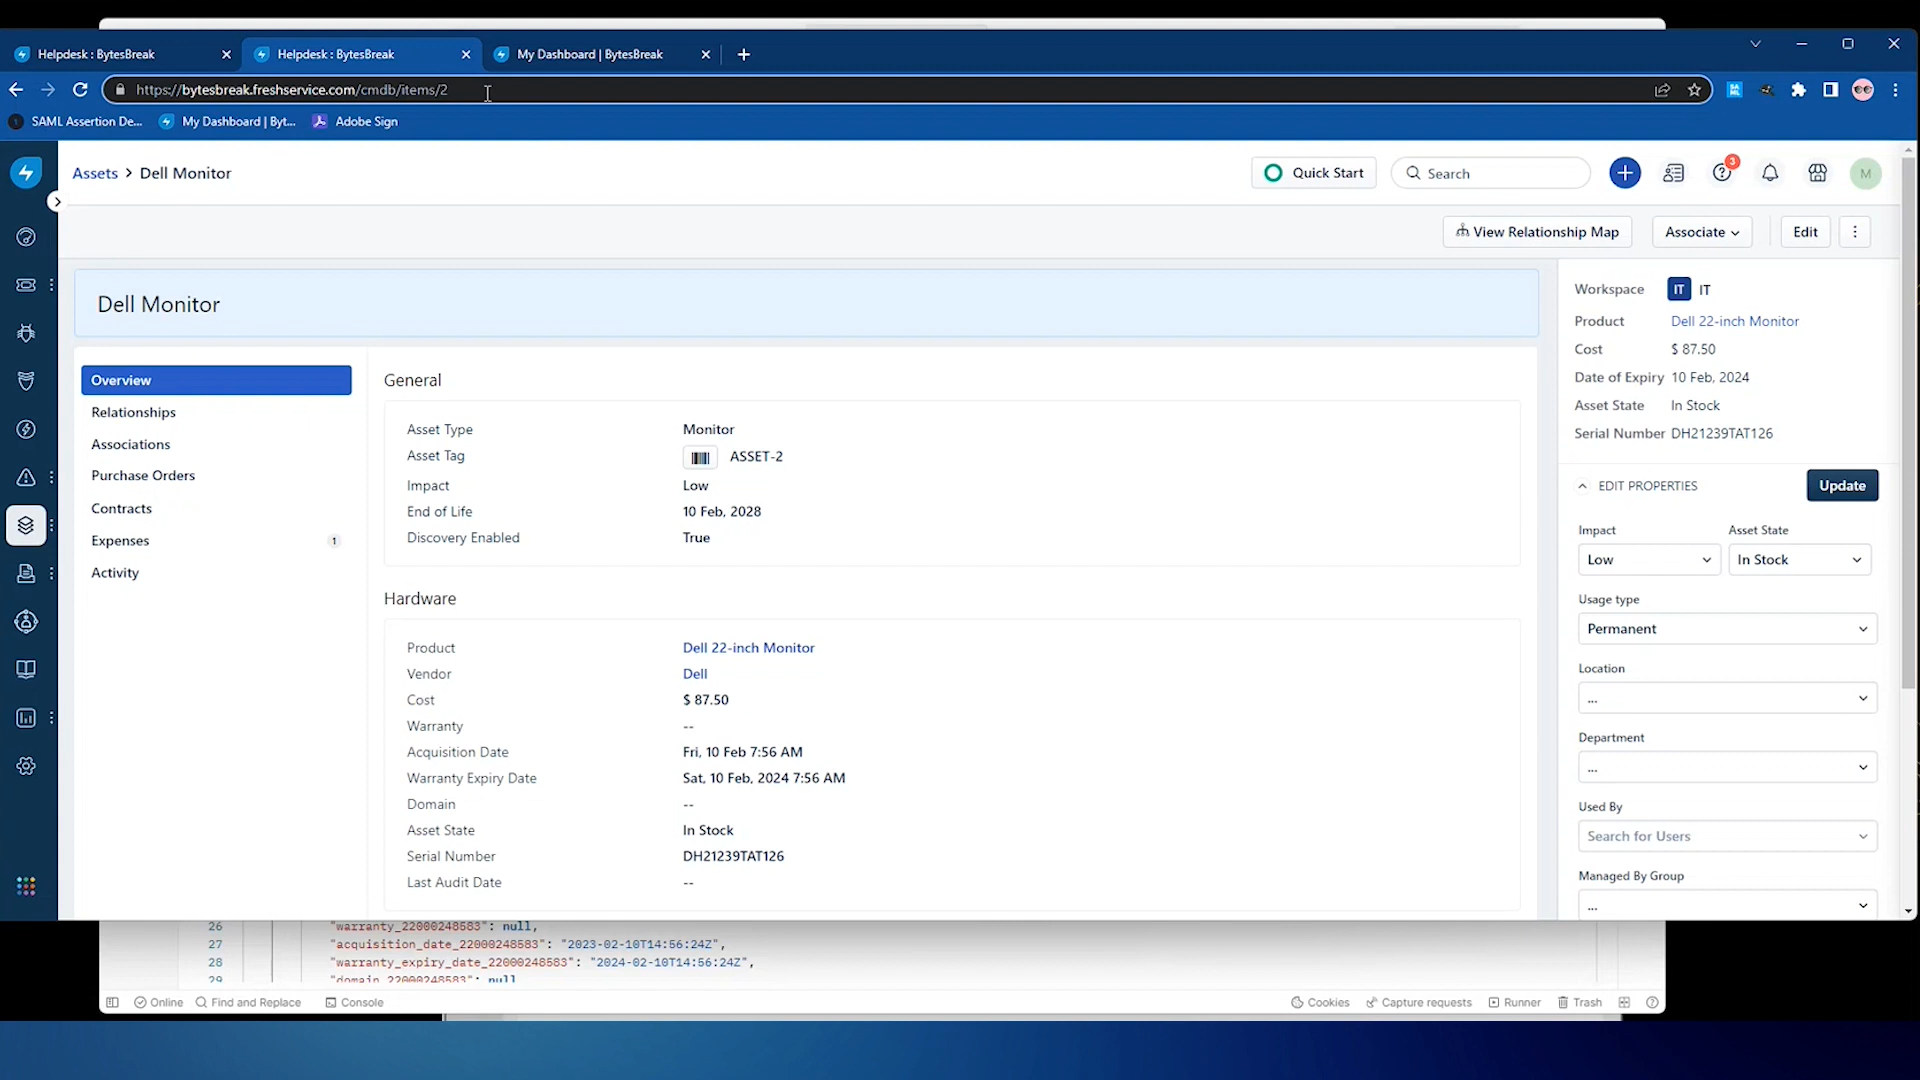 Helpdesk : BytesBreak
Helpdesk : BytesBreak
My Dashboard | BytesBreak
https://bytesbreak.freshservice.com/cmdb/items/2
SAML Assertion De...
My Dashboard | Byt...
Adobe Sign
Assets > Dell Monitor
Quick Start
Search
3
M
View Relationship Map
Associate
Edit
Dell Monitor
Overview
Relationships
Associations
Purchase Orders
Contracts
Expenses 1
Activity
General
Asset Type Monitor
Asset Tag ASSET-2
Impact Low
End of Life 10 Feb, 2028
Discovery Enabled True
Hardware
Product Dell 22-inch Monitor
Vendor Dell
Cost $ 87.50
Warranty --
Acquisition Date Fri, 10 Feb 7:56 AM
Warranty Expiry Date Sat, 10 Feb, 2024 7:56 AM
Domain --
Asset State In Stock
Serial Number DH21239TAT126
Last Audit Date --
Workspace IT IT
Product Dell 22-inch Monitor
Cost $ 87.50
Date of Expiry 10 Feb, 2024
Asset State In Stock
Serial Number DH21239TAT126
EDIT PROPERTIES
Update
Impact Asset State
Low In Stock
Usage type
Permanent
Location
...
Department
...
Used By
Search for Users
Managed By Group
...
26 "warranty_22000248583": null,
27 "acquisition_date_22000248583": "2023-02-10T14:56:24Z",
28 "warranty_expiry_date_22000248583": "2024-02-10T14:56:24Z",
29 "domain_22000248583": null
Online
Find and Replace
Console
Cookies
Capture requests
Runner
Trash